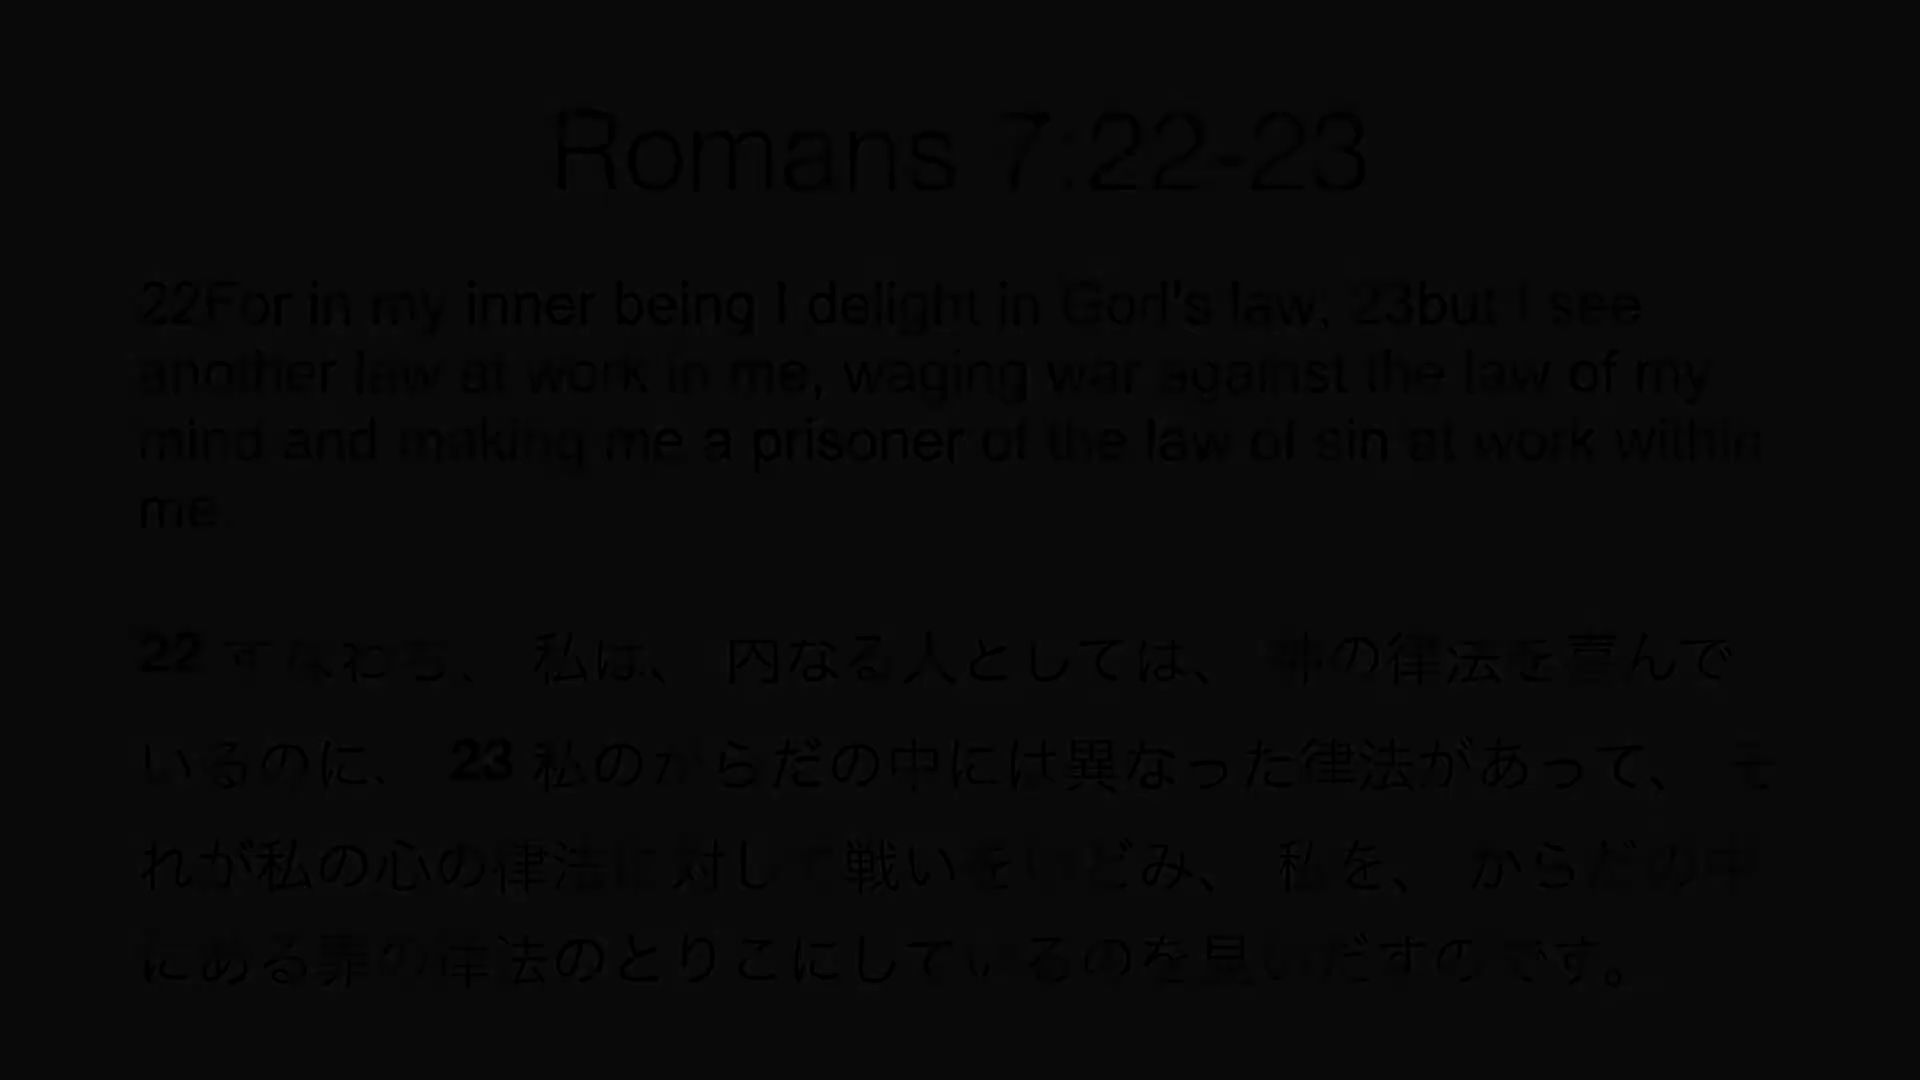 Romans 7:22-23
22For in my inner being I delight in God's law; 23but I see
another law at work in me, waging war against the law of my
mind and making me a prisoner of the law of sin at work within
me
22 すなわち、 私は、 内なる人としては、 神の律法を喜んで
いるのに、 23 私のからだの中には異なった律法があって、 そ
れが私の心の律法に対して戦いをいどみ、 私を、 からだの中
にある罪の律法のとりこにしているのを見いだすのです。